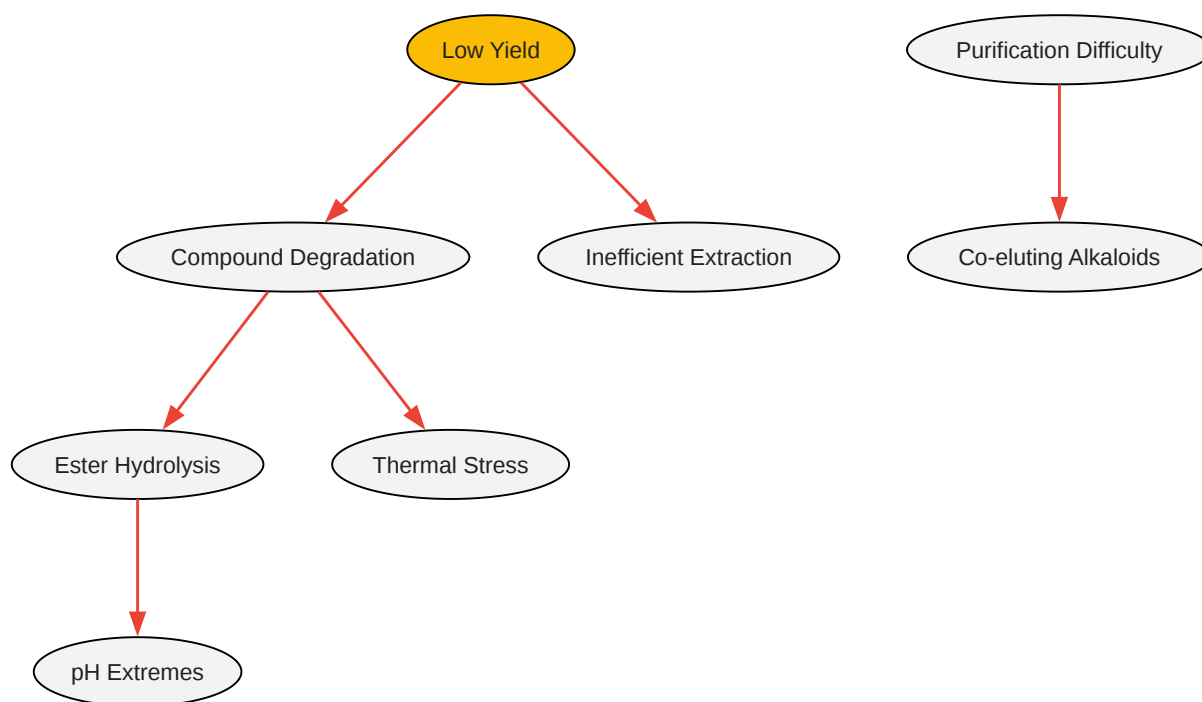 Low Yield
Purification Difficulty
Compound Degradation
Inefficient Extraction
Co-eluting Alkaloids
Ester Hydrolysis
Thermal Stress
pH Extremes